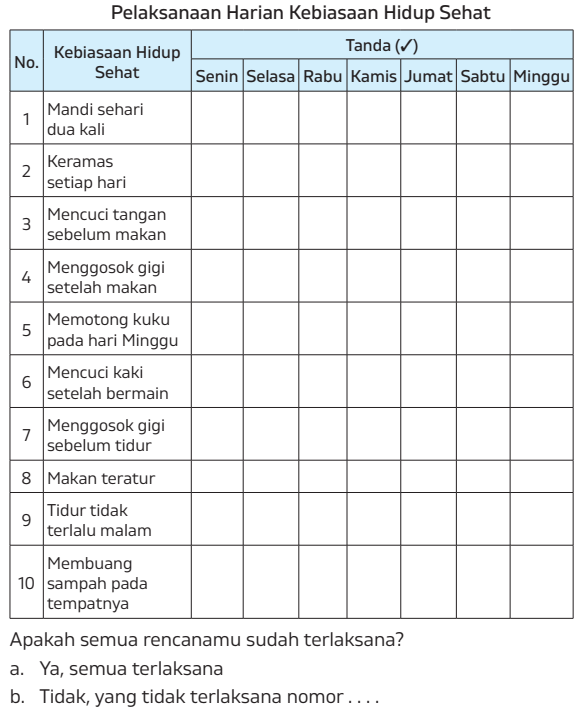 Pelaksanaan Harian Kebiasaan Hidup Sehat
No.
Kebiasaan Hidup
Sehat
Tanda (✓)
Senin Selasa Rabu Kamis Jumat Sabtu Minggu
1 Mandi sehari
dua kali
2 Keramas
setiap hari
3 Mencuci tangan
sebelum makan
4 Menggosok gigi
setelah makan
5 Memotong kuku
pada hari Minggu
6 Mencuci kaki
setelah bermain
7 Menggosok gigi
sebelum tidur
8 Makan teratur
9 Tidur tidak
terlalu malam
10 Membuang
sampah pada
tempatnya
Apakah semua rencanamu sudah terlaksana?
a. Ya, semua terlaksana
b. Tidak, yang tidak terlaksana nomor . . . .